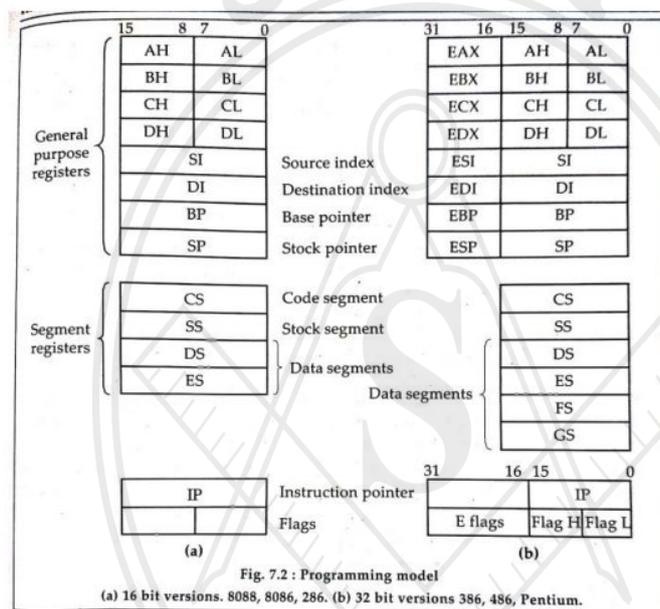 15 8 7 0 31 16 15 8 7 0
AH AL EAX AH AL
BH BL EBX BH BL
CH CL ECX CH CL
DH DL EDX DH DL
General
purpose
registers
SI Source index ESI SI
DI Destination index EDI DI
BP Base pointer EBP BP
SP Stock pointer ESP SP
CS Code segment CS
Segment
registers
SS Stock segment SS
DS DS
Data segments
ES ES
Data segments
FS
GS
31 16 15 0
IP Instruction pointer IP
Flags E flags Flag H Flag L
(a) (b)
Fig. 7.2 : Programming model
(a) 16 bit versions. 8088, 8086, 286. (b) 32 bit versions 386, 486, Pentium.